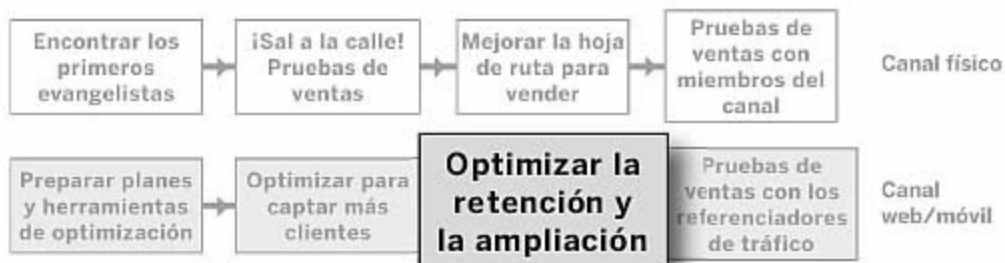 Encontrar los
primeros
evangelistas
¡Sal a la calle!
Pruebas de
ventas
Mejorar la hoja
de ruta para
vender
Pruebas de
ventas con
miembros del
canal
Canal físico
Preparar planes
y herramientas
de optimización
Optimizar para
captar más
clientes
Optimizar la
retención y
la ampliación
Pruebas de
ventas con los
referenciadores
de tráfico
Canal
web/móvil